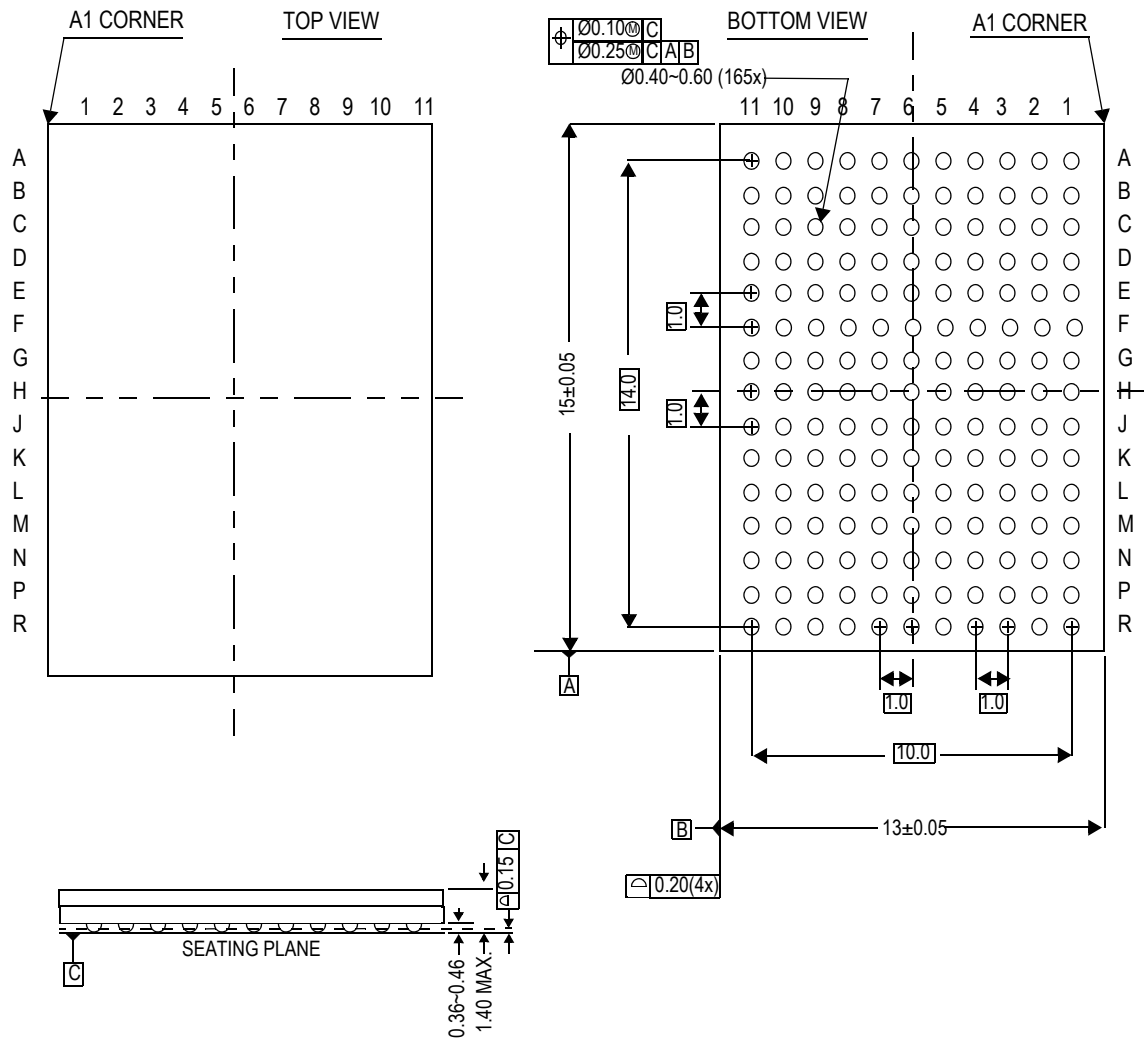 A1 CORNER
TOP VIEW
Ø0.10Ⓜ C
Ø0.25Ⓜ C A B
Ø0.40~0.60 (165x)
BOTTOM VIEW
A1 CORNER
1 2 3 4 5 6 7 8 9 10 11
11 10 9 8 7 6 5 4 3 2 1
A
B
C
D
E
F
G
H
J
K
L
M
N
P
R
A
B
C
D
E
F
G
H
J
K
L
M
N
P
R
15±0.05
14.0
1.0
1.0
A
1.0
1.0
10.0
B
13±0.05
0.20(4x)
0.15 C
SEATING PLANE
C
0.36~0.46
1.40 MAX.